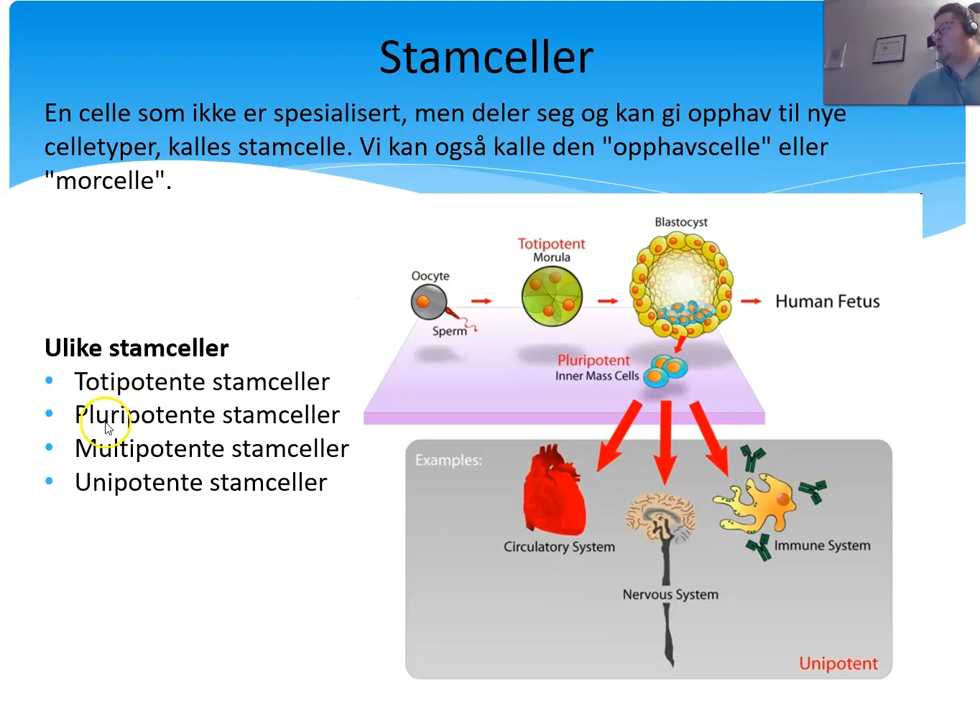 Stamceller
En celle som ikke er spesialisert, men deler seg og kan gi opphav til nye
celletyper, kalles stamcelle. Vi kan også kalle den "opphavscelle" eller
"morcelle".
Ulike stamceller
• Totipotente stamceller
• Pluripotente stamceller
• Multipotente stamceller
• Unipotente stamceller
Oocyte
Sperm
Totipotent
Morula
Blastocyst
Human Fetus
Pluripotent
Inner Mass Cells
Examples:
Circulatory System
Nervous System
Immune System
Unipotent